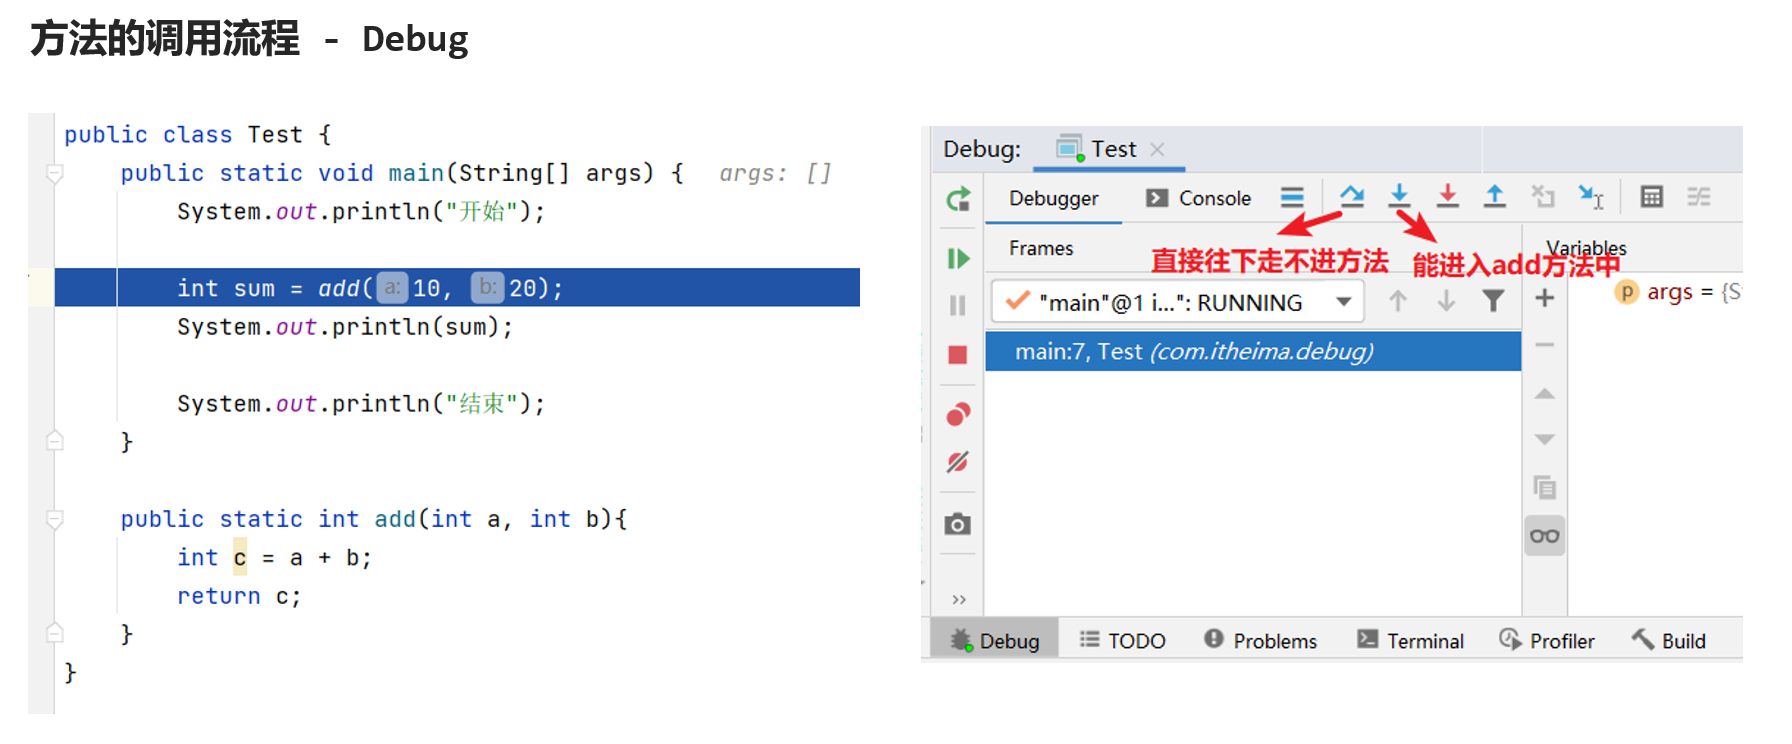 方法的调用流程 - Debug
public class Test {
public static void main(String[] args) { args: []
System.out.println("开始");
int sum = add( a: 10, b: 20);
System.out.println(sum);
System.out.println("结束");
}
public static int add(int a, int b){
int c = a + b;
return c;
}
}
Debug: Test
Debugger Console
Frames
Variables
直接往下走不进方法
能进入add方法中
"main"@1 i...": RUNNING
p args = {S
main:7, Test (com.itheima.debug)
Debug TODO Problems Terminal Profiler Build